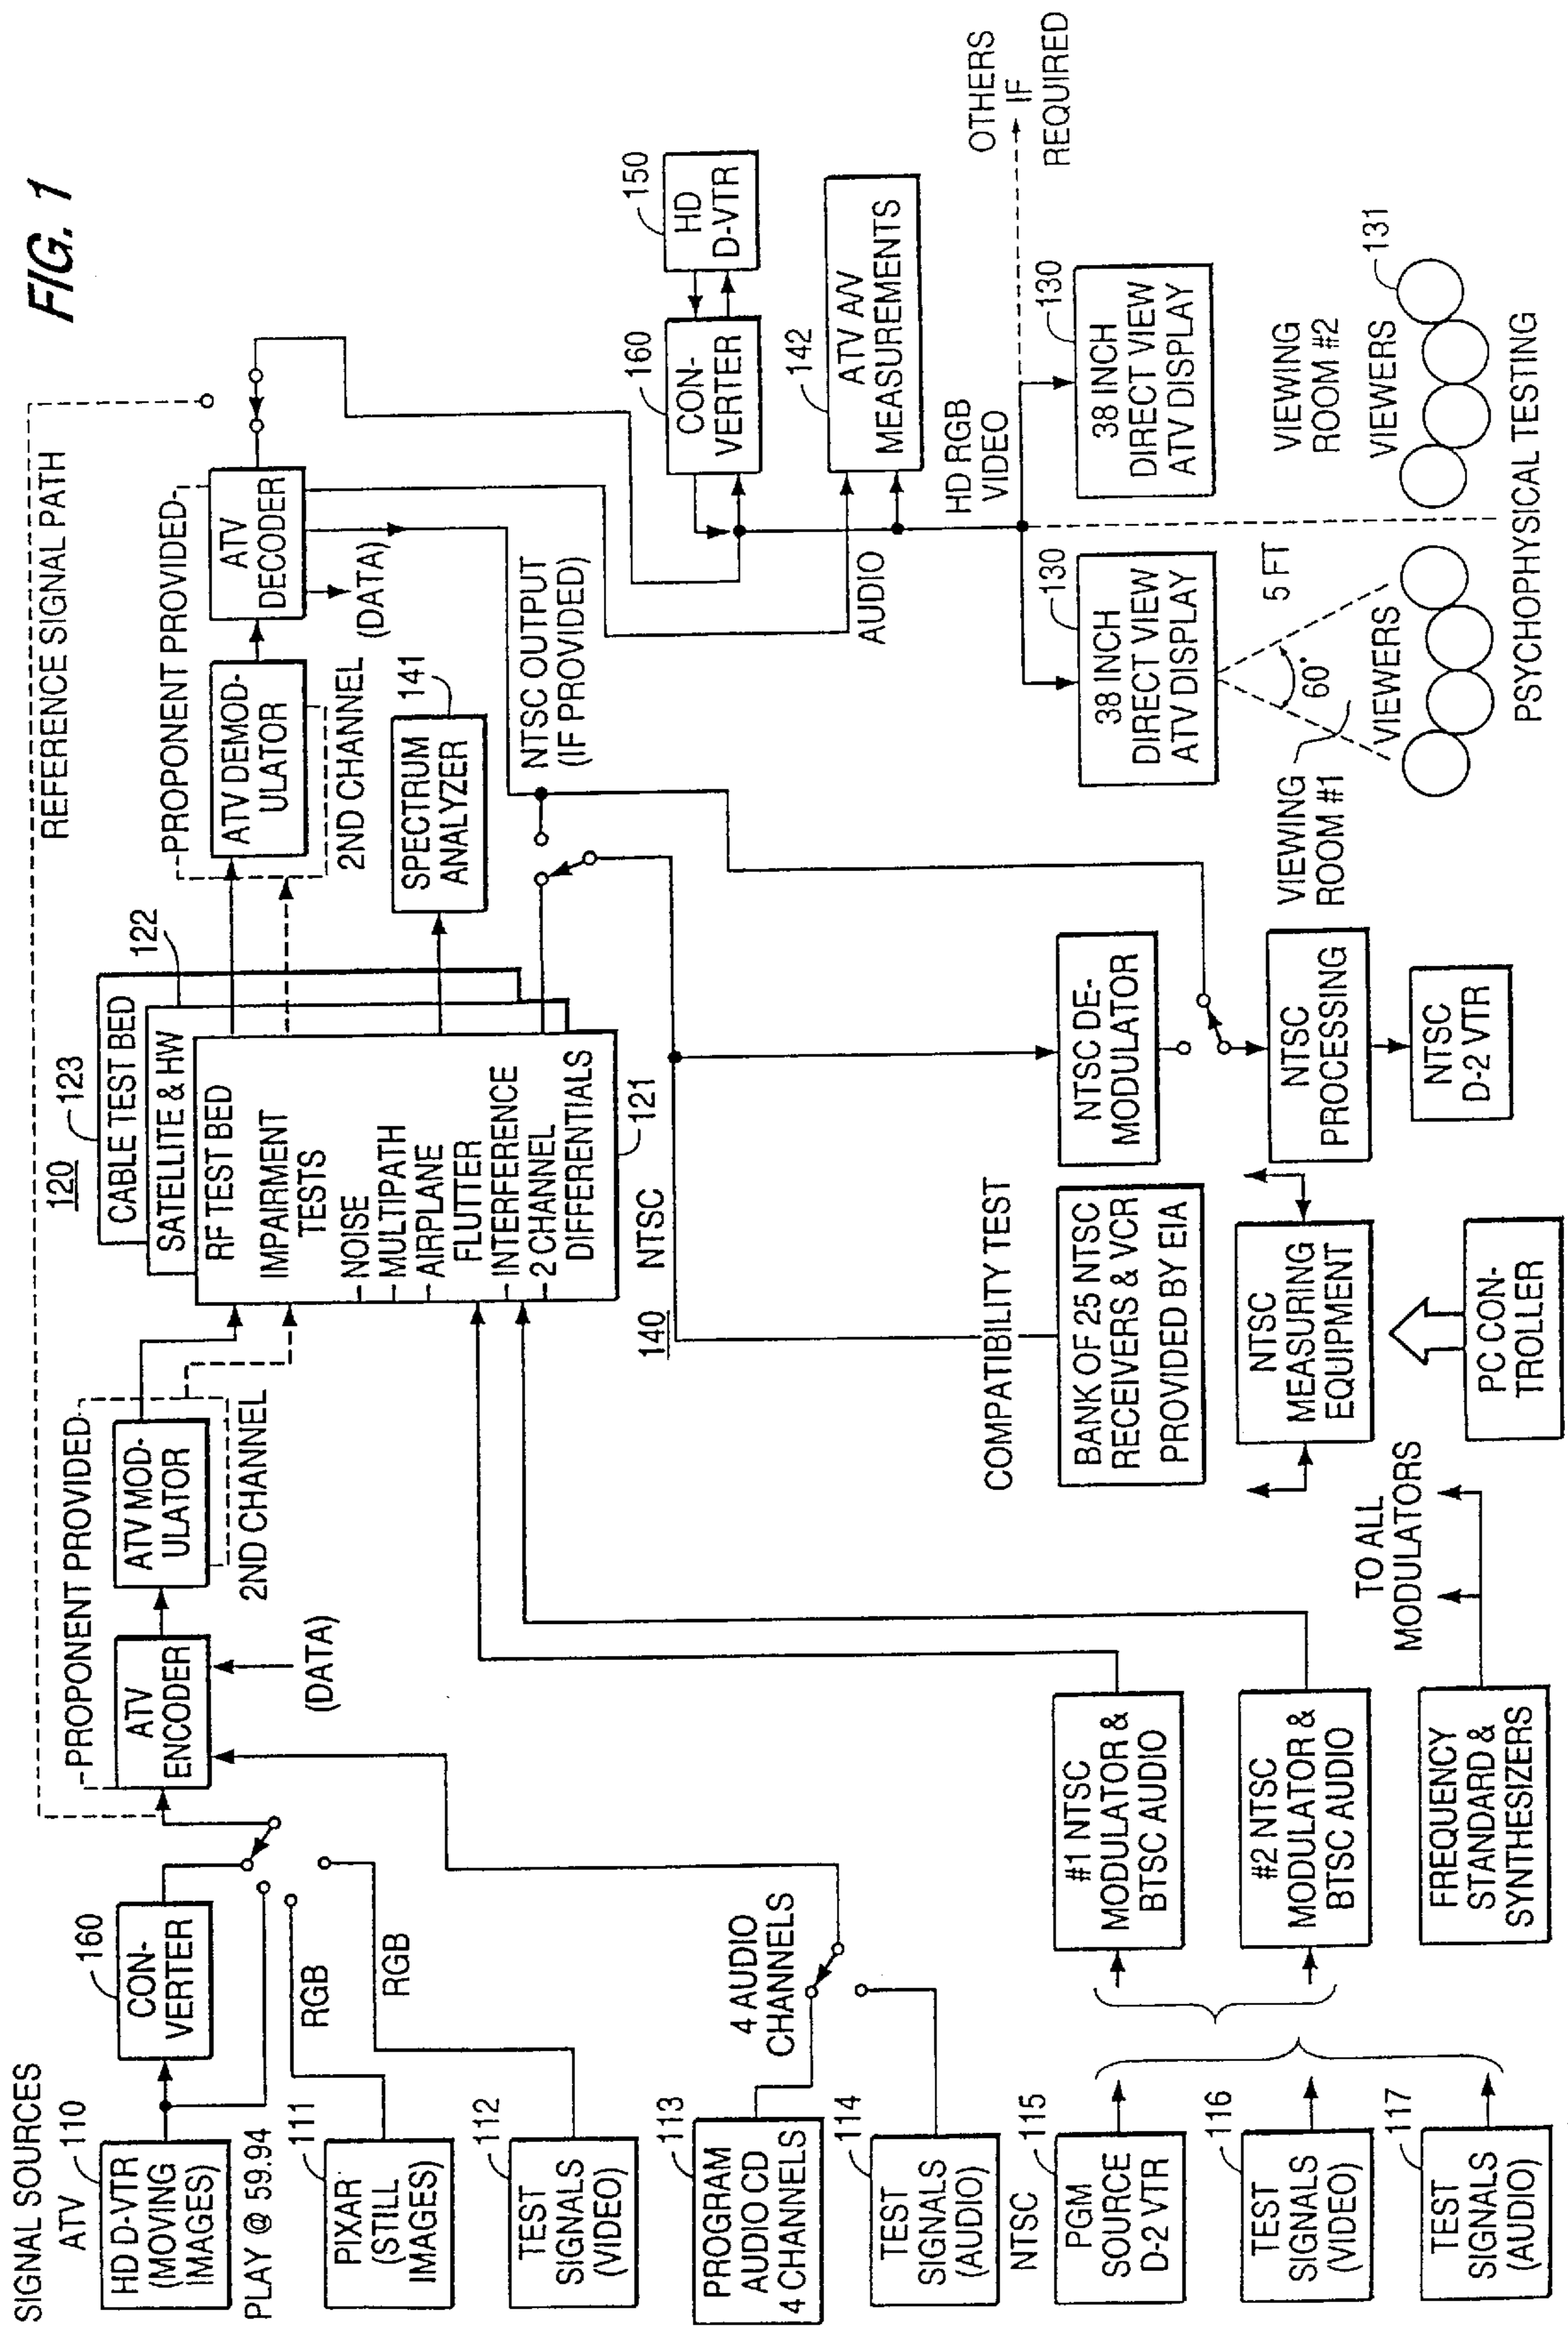 FIG. 1
SIGNAL SOURCES
ATV
110
HD D-VTR
(MOVING
IMAGES)
PLAY @ 59.94
160
CON-
VERTER
111
PIXAR
(STILL
IMAGES)
RGB
112
TEST
SIGNALS
(VIDEO)
RGB
113
PROGRAM
AUDIO CD
4 CHANNELS
4 AUDIO
CHANNELS
114
TEST
SIGNALS
(AUDIO)
NTSC
115
PGM
SOURCE
D-2 VTR
116
TEST
SIGNALS
(VIDEO)
117
TEST
SIGNALS
(AUDIO)
REFERENCE SIGNAL PATH
PROPONENT PROVIDED
ATV
ENCODER
(DATA)
ATV MOD-
ULATOR
2ND CHANNEL
#1 NTSC
MODULATOR &
BTSC AUDIO
#2 NTSC
MODULATOR &
BTSC AUDIO
FREQUENCY
STANDARD &
SYNTHESIZERS
TO ALL
MODULATORS
120
123
CABLE TEST BED
122
SATELLITE & HW
RF TEST BED
IMPAIRMENT
TESTS
–NOISE
–MULTIPATH
–AIRPLANE
FLUTTER
–INTERFERENCE
–2 CHANNEL
DIFFERENTIALS
121
NTSC
140
COMPATIBILITY TEST
BANK OF 25 NTSC
RECEIVERS & VCR
PROVIDED BY EIA
NTSC
MEASURING
EQUIPMENT
PC CON-
TROLLER
NTSC DE-
MODULATOR
NTSC
PROCESSING
NTSC
D-2 VTR
PROPONENT PROVIDED
ATV DEMOD-
ULATOR
2ND CHANNEL
ATV
DECODER
(DATA)
141
SPECTRUM
ANALYZER
NTSC OUTPUT
(IF PROVIDED)
160
CON-
VERTER
150
HD
D-VTR
142
ATV A/V
MEASUREMENTS
AUDIO
HD RGB
VIDEO
OTHERS
IF
REQUIRED
130
38 INCH
DIRECT VIEW
ATV DISPLAY
130
38 INCH
DIRECT VIEW
ATV DISPLAY
5 FT
60°
VIEWING
ROOM #1
VIEWERS
VIEWING
ROOM #2
VIEWERS
131
PSYCHOPHYSICAL TESTING